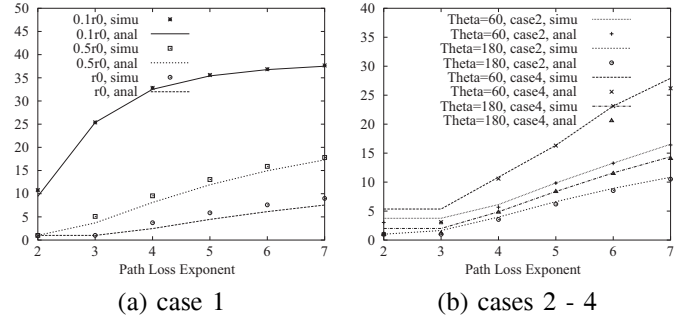 50
45
40
35
30
25
20
15
10
5
0
0.1r0, simu
0.1r0, anal
0.5r0, simu
0.5r0, anal
r0, simu
r0, anal
2 3 4 5 6 7
Path Loss Exponent
(a) case 1
40
35
30
25
20
15
10
5
0
Theta=60, case2, simu
Theta=60, case2, anal
Theta=180, case2, simu
Theta=180, case2, anal
Theta=60, case4, simu
Theta=60, case4, anal
Theta=180, case4, simu
Theta=180, case4, anal
2 3 4 5 6 7
Path Loss Exponent
(b) cases 2 - 4